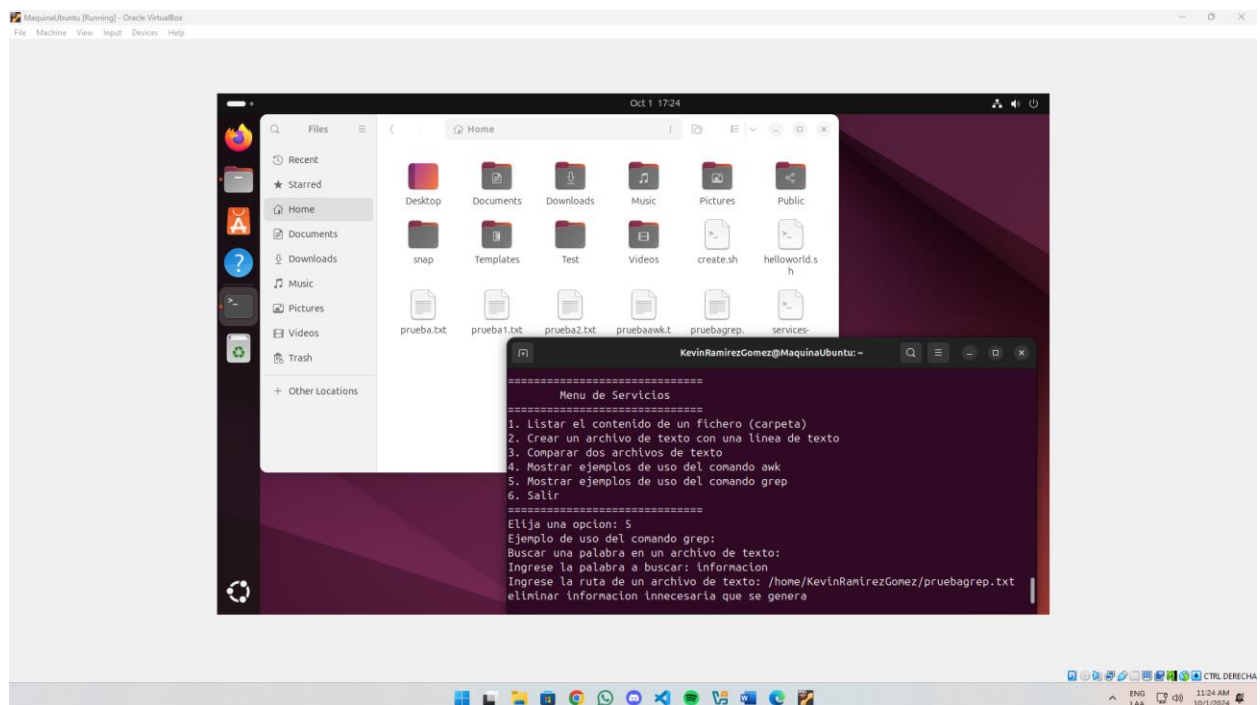 MaquinaUbuntu [Running] - Oracle VirtualBox
File Machine View Input Devices Help
Oct 1 17:24
Files
Home
Recent
Starred
Home
Documents
Downloads
Music
Pictures
Videos
Trash
+ Other Locations
Desktop Documents Downloads Music Pictures Public
snap Templates Test Videos create.sh helloworld.s
h
prueba.txt prueba1.txt prueba2.txt pruebaawk.t pruebagrep. services-
KevinRamirezGomez@MaquinaUbuntu: ~
==============================
Menu de Servicios
==============================
1. Listar el contenido de un fichero (carpeta)
2. Crear un archivo de texto con una linea de texto
3. Comparar dos archivos de texto
4. Mostrar ejemplos de uso del comando awk
5. Mostrar ejemplos de uso del comando grep
6. Salir
==============================
Elija una opcion: 5
Ejemplo de uso del comando grep:
Buscar una palabra en un archivo de texto:
Ingrese la palabra a buscar: informacion
Ingrese la ruta de un archivo de texto: /home/KevinRamirezGomez/pruebagrep.txt
eliminar informacion innecesaria que se genera
CTRL DERECHA
ENG
LAA
11:24 AM
10/1/2024